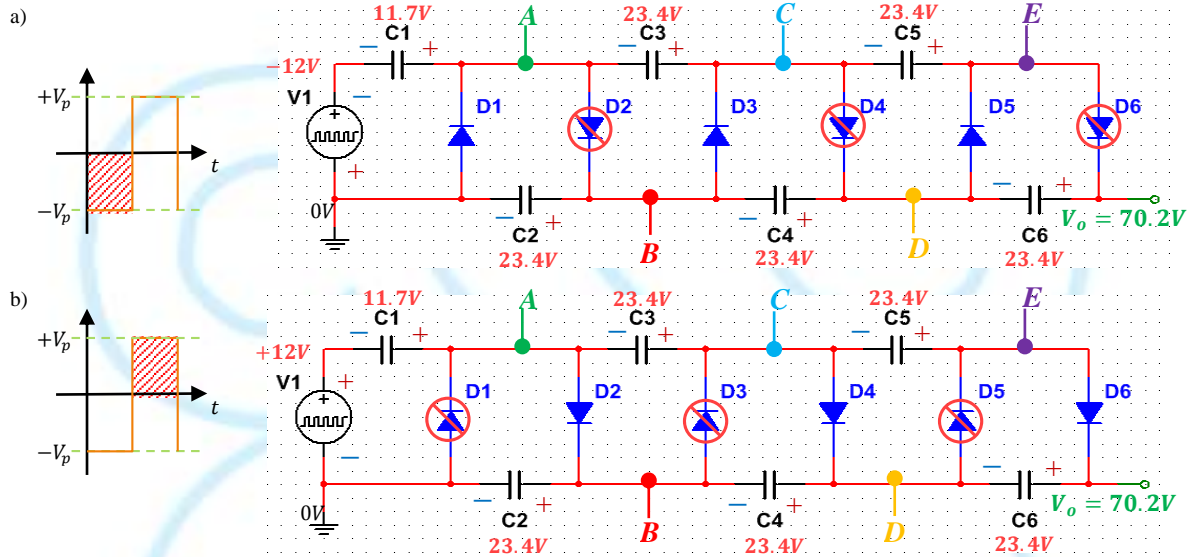 a)
+Vp
t
−Vp
11.7V A 23.4V C 23.4V E
C1 C3 C5
− + − + − +
−12V
V1 − D1 D2 D3 D4 D5 D6
+
+
0V − + − + − +
C2 B C4 D C6 Vo = 70.2V
23.4V 23.4V 23.4V
b)
+Vp
t
−Vp
11.7V A 23.4V C 23.4V E
C1 C3 C5
− + − + − +
+12V
V1 + D1 D2 D3 D4 D5 D6
+
−
0V − + − + − +
C2 B C4 D C6 Vo = 70.2V
23.4V 23.4V 23.4V